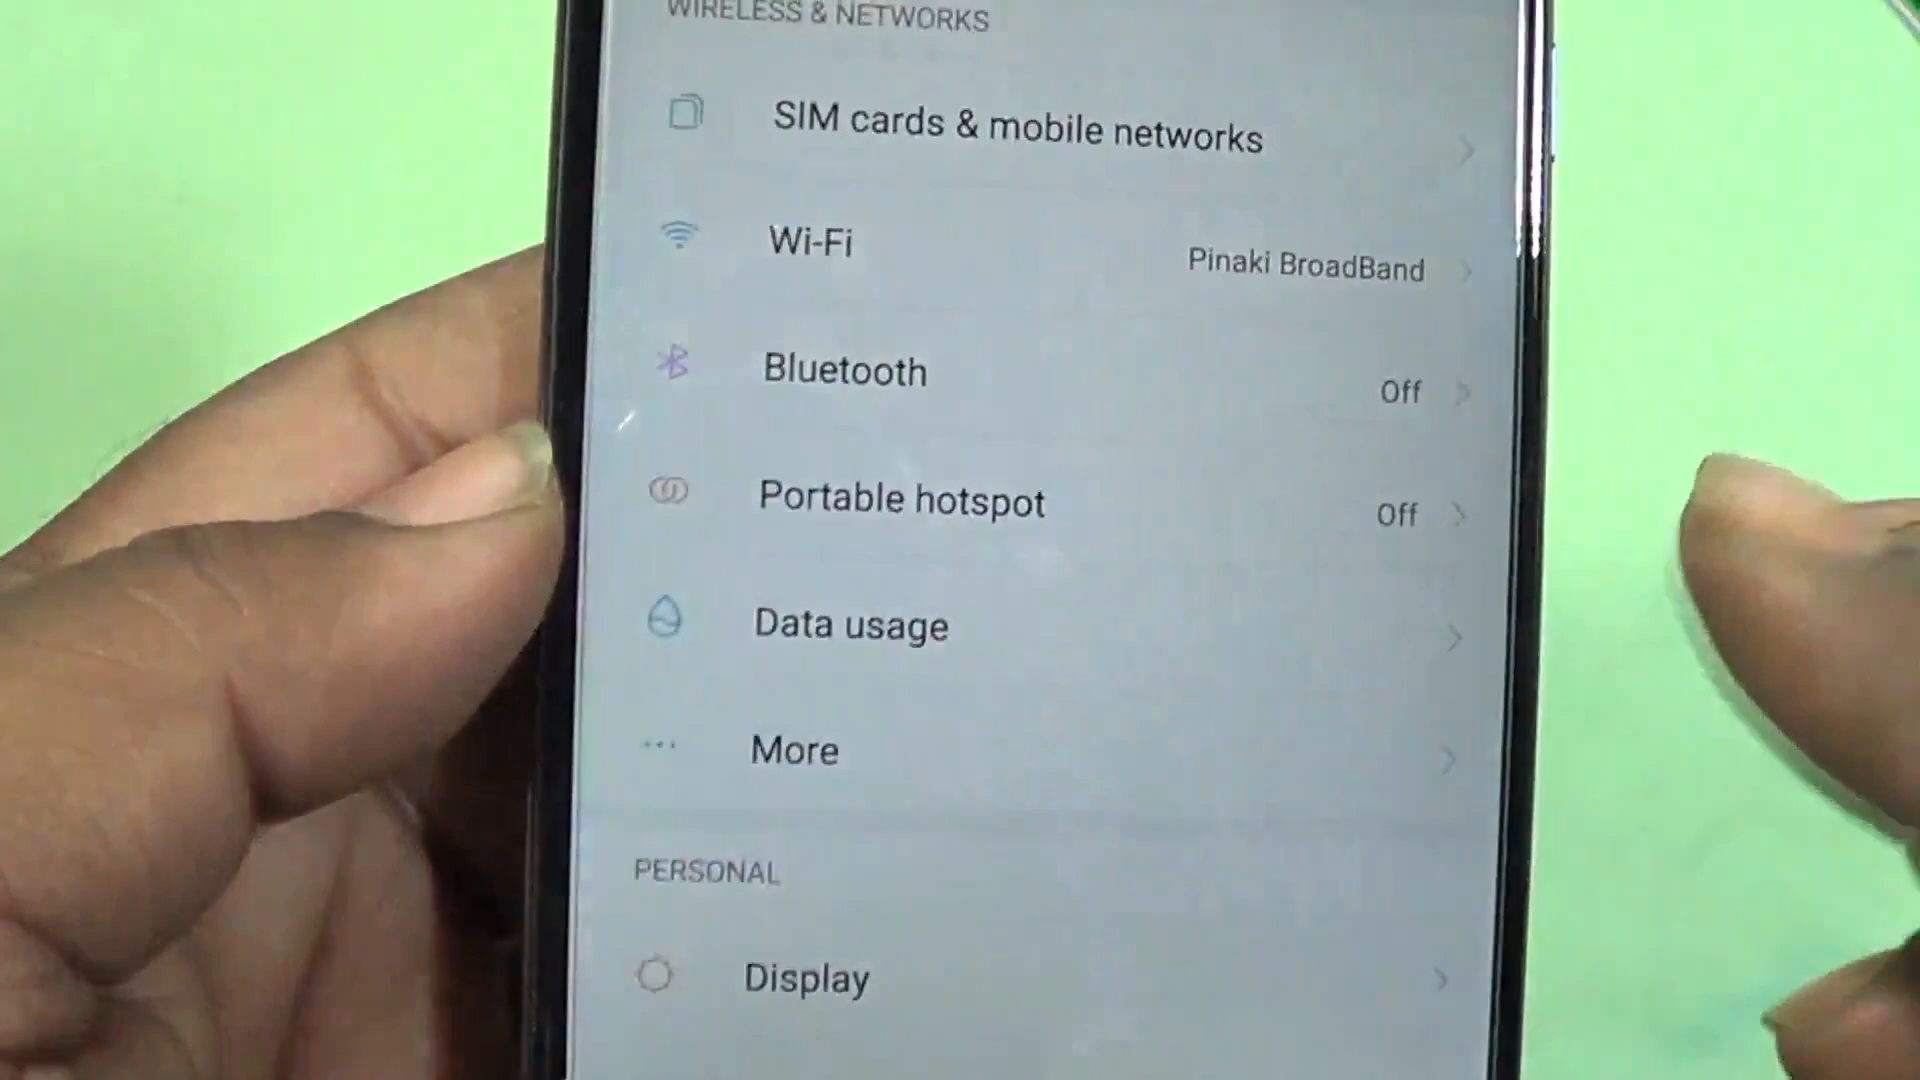 WIRELESS & NETWORKS
SIM cards & mobile networks
Wi-Fi Pinaki BroadBand
Bluetooth Off
Portable hotspot Off
Data usage
More
PERSONAL
Display